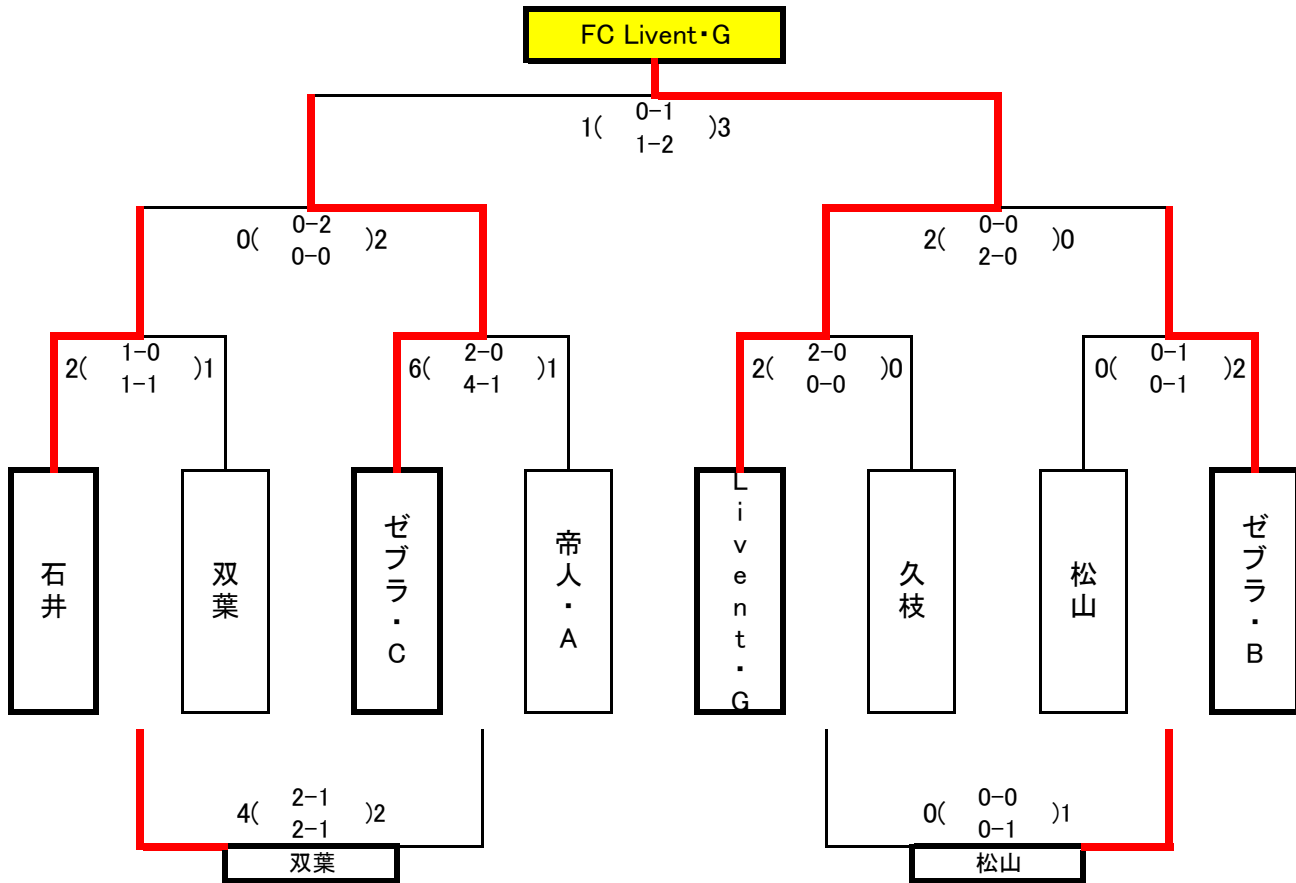 FC Livent・G
0-1
1( )3
1-2
0-2
0( )2
0-0
0-0
2( )0
2-0
1-0
2( )1
1-1
2-0
6( )1
4-1
2-0
2( )0
0-0
0-1
0( )2
0-1
石井
双葉
ゼブラ・C
帝人・A
Livent・G
久枝
松山
ゼブラ・B
2-1
4( )2
2-1
双葉
0-0
0( )1
0-1
松山